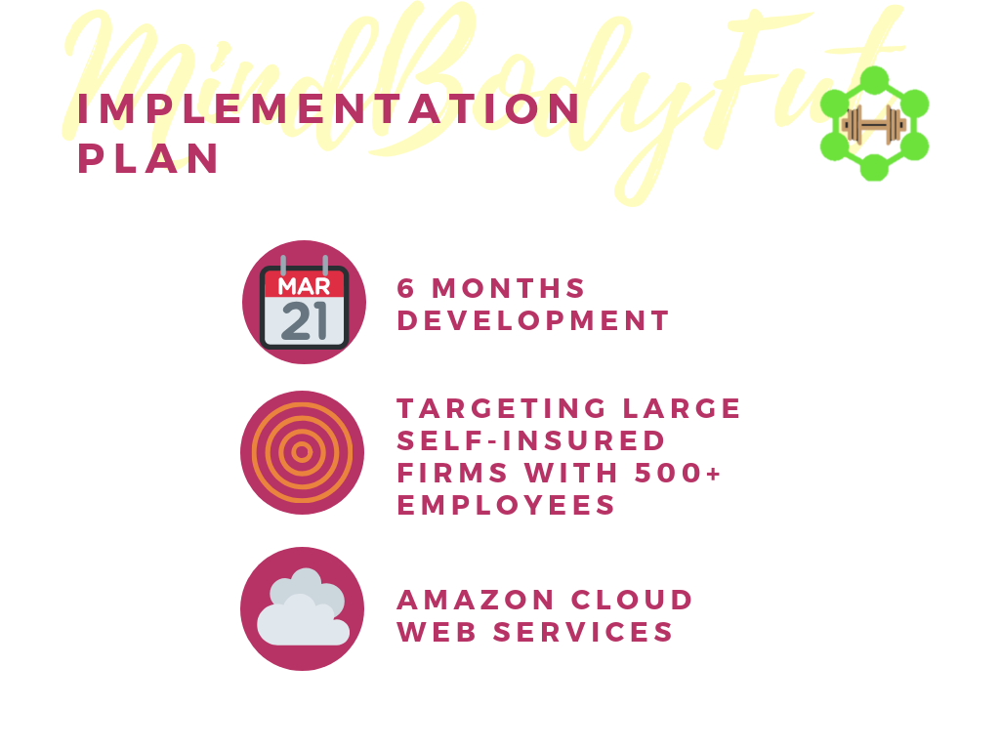 MindBodyFut
IMPLEMENTATION
PLAN
MAR
21
6 MONTHS
DEVELOPMENT
TARGETING LARGE
SELF-INSURED
FIRMS WITH 500+
EMPLOYEES
AMAZON CLOUD
WEB SERVICES